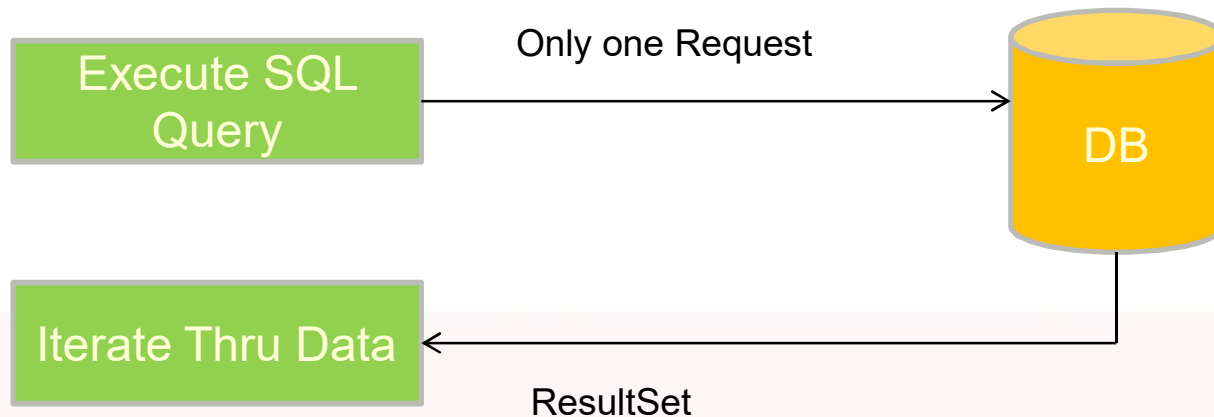 Only one Request
Execute SQL
Query
DB
Iterate Thru Data
ResultSet